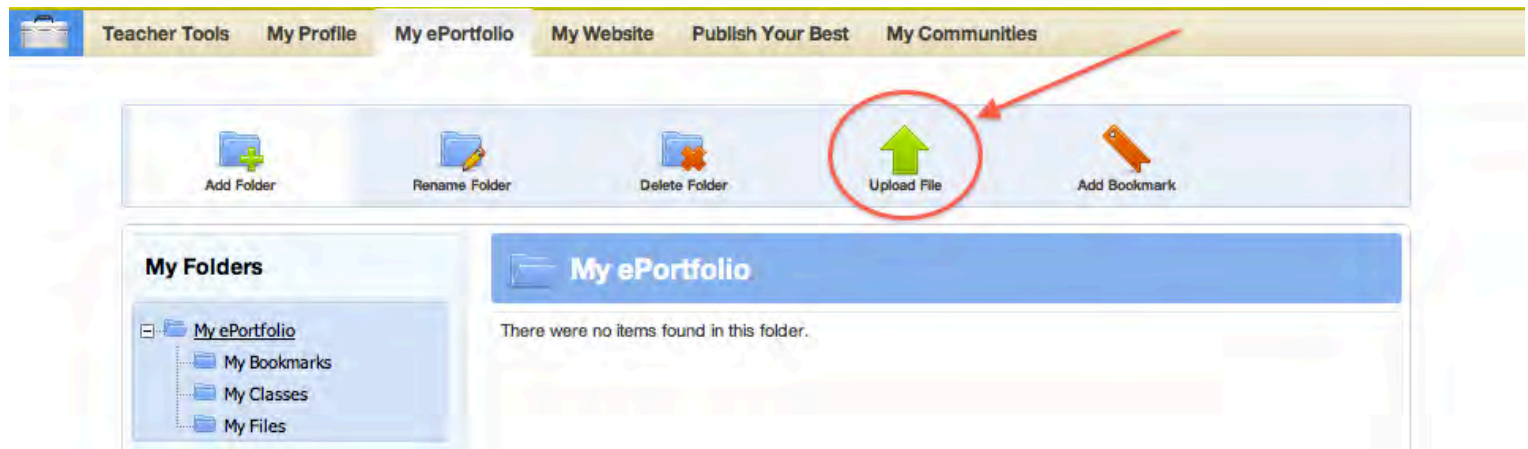 Teacher Tools My Profile My ePortfolio My Website Publish Your Best My Communities
Add Folder Rename Folder Delete Folder Upload File Add Bookmark
My Folders
My ePortfolio
My Bookmarks
My Classes
My Files
My ePortfolio
There were no items found in this folder.